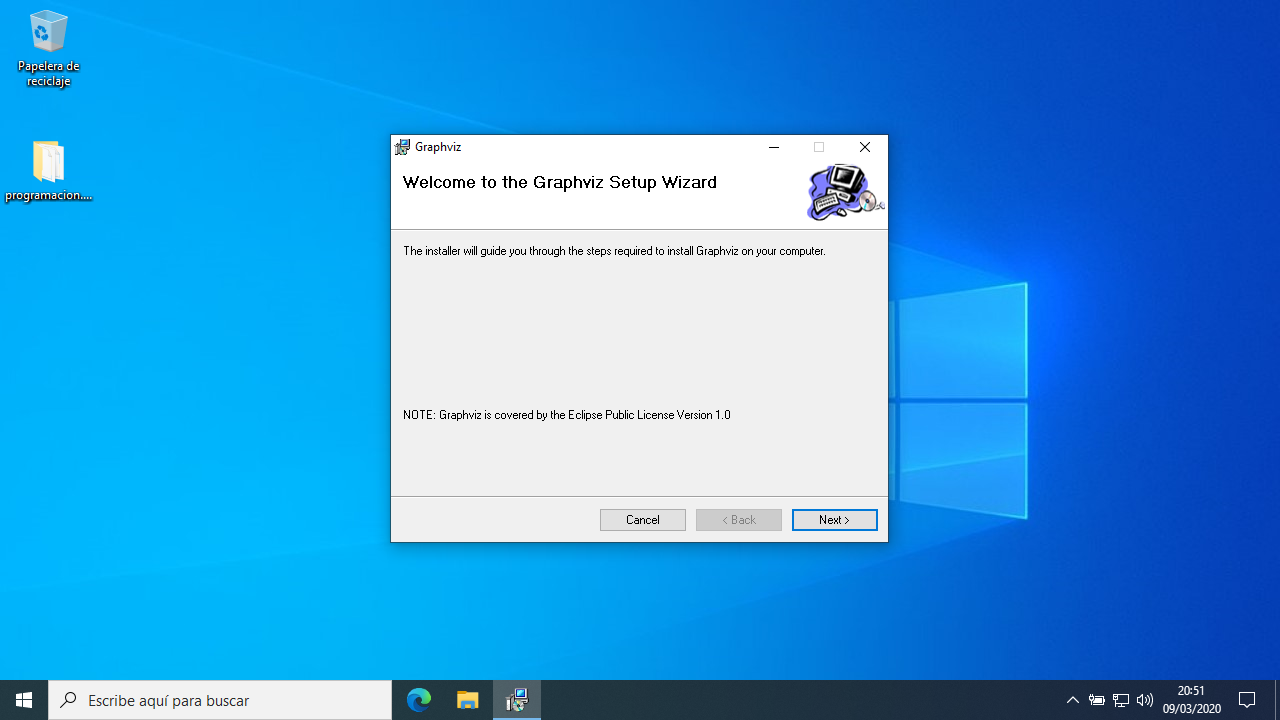 Papelera de
reciclaje
programacion....
Graphviz
Welcome to the Graphviz Setup Wizard
The installer will guide you through the steps required to install Graphviz on your computer.
NOTE: Graphviz is covered by the Eclipse Public License Version 1.0
Cancel
< Back
Next >
Escribe aquí para buscar
20:51
09/03/2020